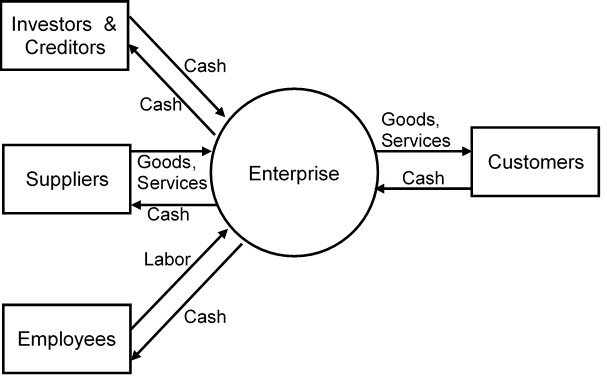 Investors &
Creditors
Cash
Cash
Goods,
Services
Customers
Cash
Enterprise
Suppliers
Goods,
Services
Cash
Labor
Employees
Cash